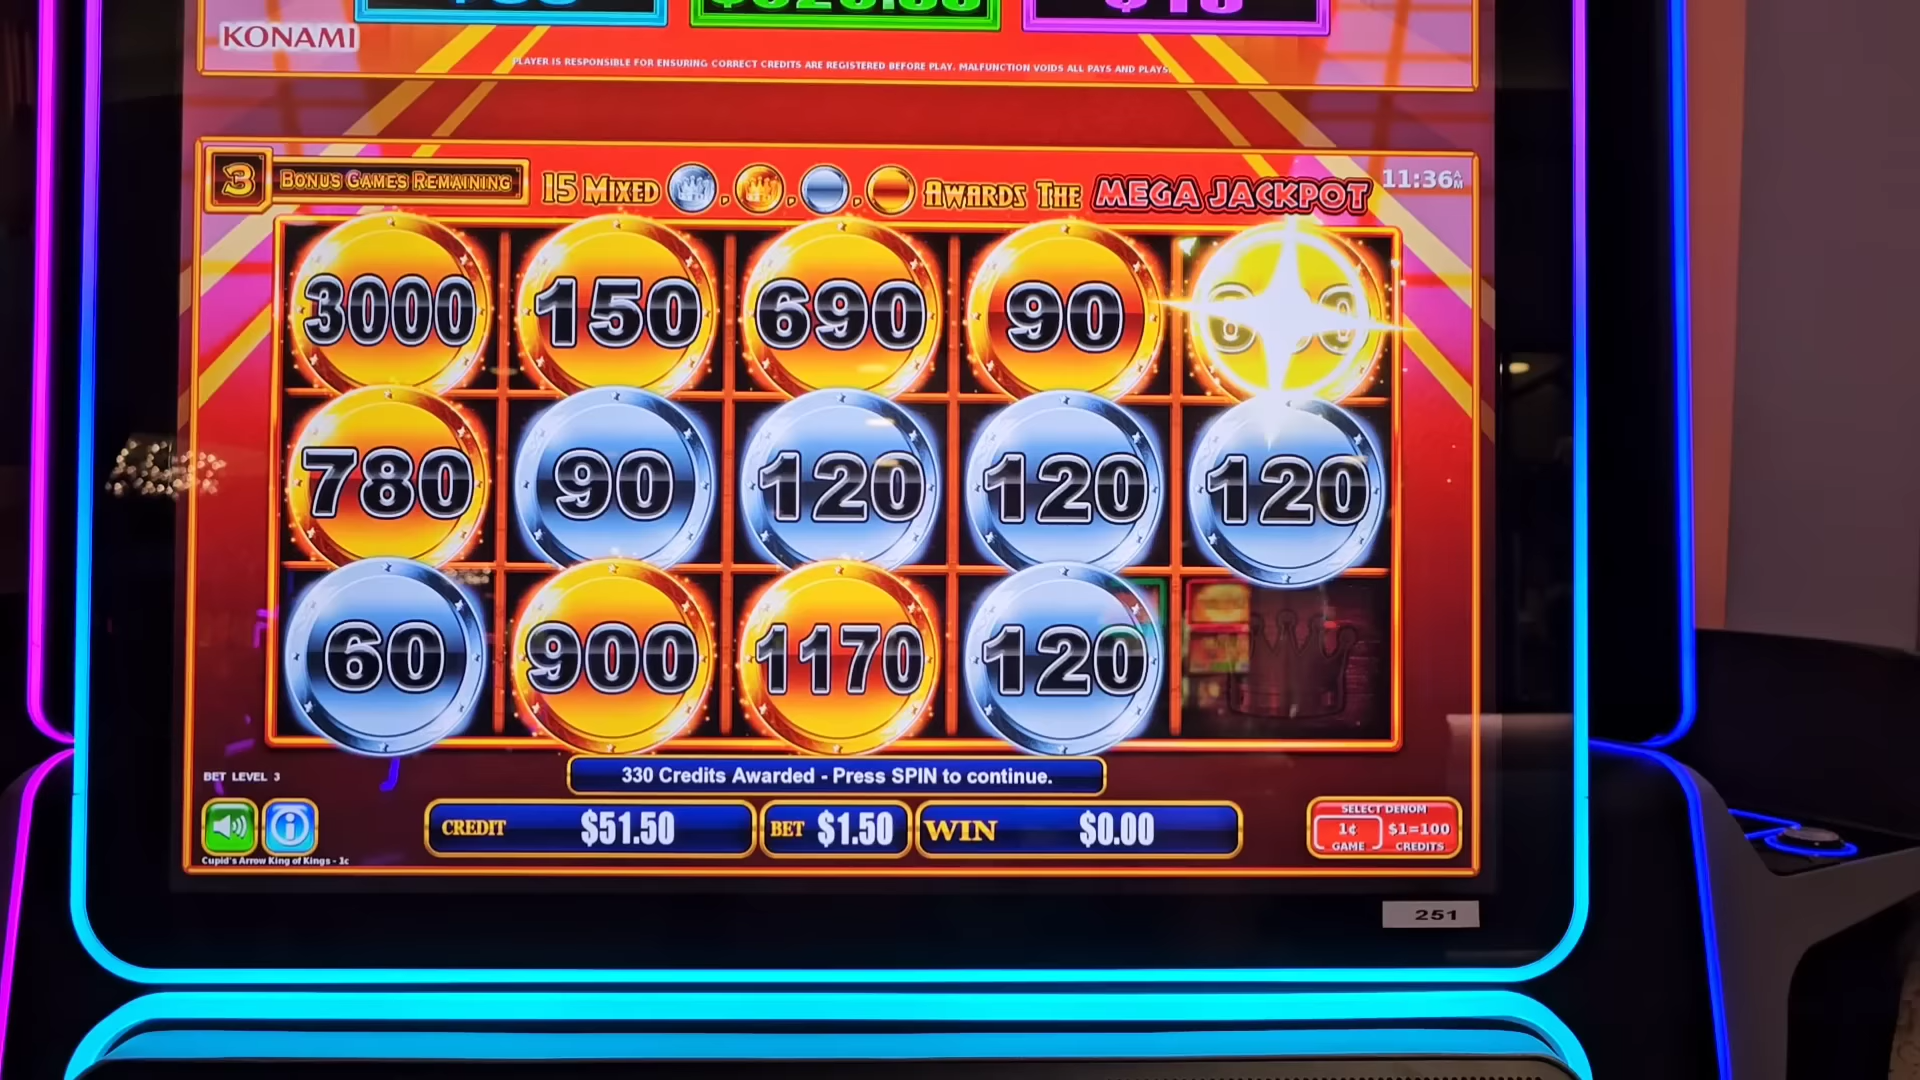 KONAMI
PLAYER IS RESPONSIBLE FOR ENSURING CORRECT CREDITS ARE REGISTERED BEFORE PLAY. MALFUNCTION VOIDS ALL PAYS AND PLAYS.
3 BONUS GAMES REMAINING
15 MIXED , , , AWARDS THE MEGA JACKPOT
11:36 AM
3000 150 690 90
780 90 120 120 120
60 900 1170 120
330 Credits Awarded - Press SPIN to continue.
BET LEVEL 3
CREDIT $51.50 BET $1.50 WIN $0.00
SELECT DENOM
1¢ $1=100
GAME CREDITS
Cupid's Arrow King of Kings - 1c
251